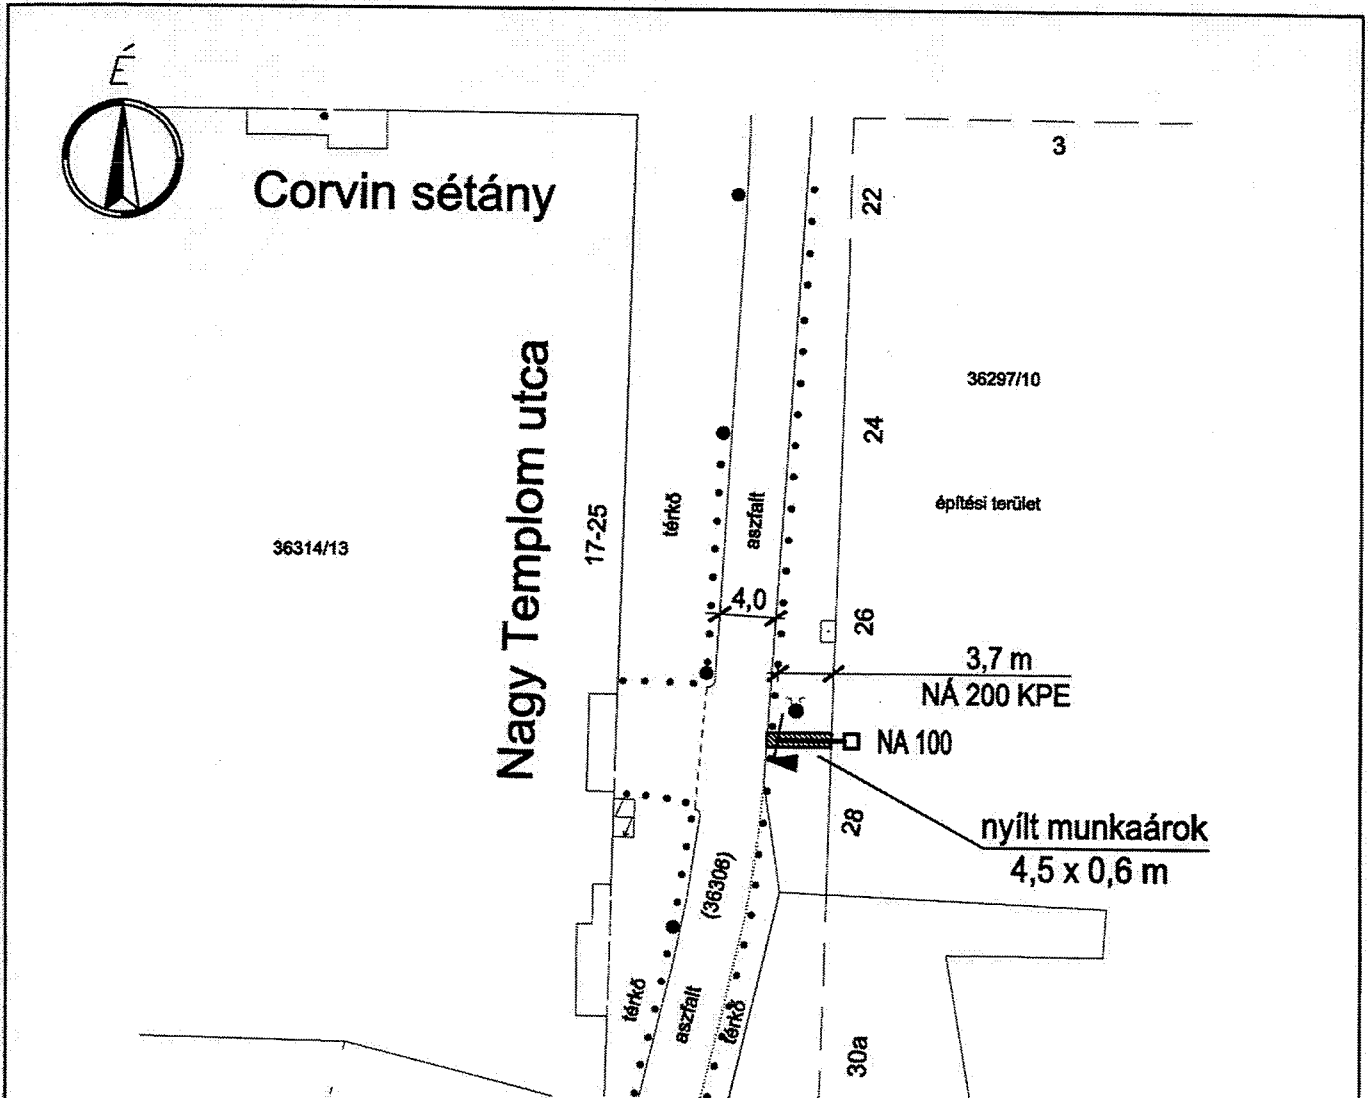 É
Corvin sétány
3
22
Nagy Templom utca
36297/10
24
építési terület
17-25
térkő
aszfalt
36314/13
4,0
26
3,7 m
NÁ 200 KPE
NA 100
28
nyílt munkaárok
4,5 x 0,6 m
(36306)
térkő
aszfalt
térkő
30a